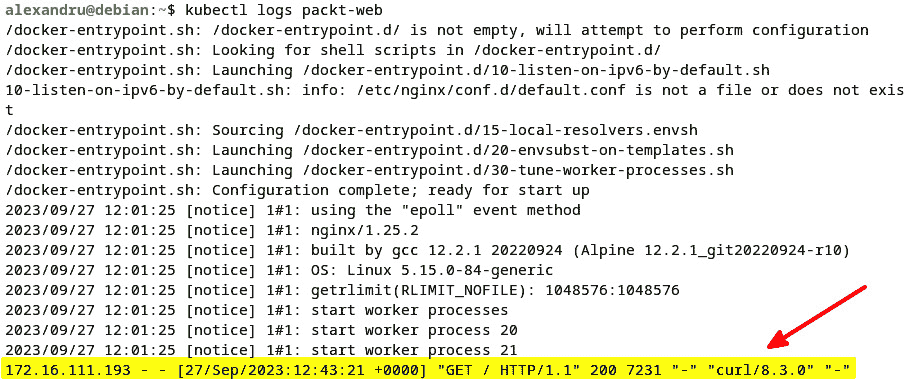 alexandru@debian:~$ kubectl logs packt-web
/docker-entrypoint.sh: /docker-entrypoint.d/ is not empty, will attempt to perform configuration
/docker-entrypoint.sh: Looking for shell scripts in /docker-entrypoint.d/
/docker-entrypoint.sh: Launching /docker-entrypoint.d/10-listen-on-ipv6-by-default.sh
10-listen-on-ipv6-by-default.sh: info: /etc/nginx/conf.d/default.conf is not a file or does not exis
t
/docker-entrypoint.sh: Sourcing /docker-entrypoint.d/15-local-resolvers.envsh
/docker-entrypoint.sh: Launching /docker-entrypoint.d/20-envsubst-on-templates.sh
/docker-entrypoint.sh: Launching /docker-entrypoint.d/30-tune-worker-processes.sh
/docker-entrypoint.sh: Configuration complete; ready for start up
2023/09/27 12:01:25 [notice] 1#1: using the "epoll" event method
2023/09/27 12:01:25 [notice] 1#1: nginx/1.25.2
2023/09/27 12:01:25 [notice] 1#1: built by gcc 12.2.1 20220924 (Alpine 12.2.1_git20220924-r10)
2023/09/27 12:01:25 [notice] 1#1: OS: Linux 5.15.0-84-generic
2023/09/27 12:01:25 [notice] 1#1: getrlimit(RLIMIT_NOFILE): 1048576:1048576
2023/09/27 12:01:25 [notice] 1#1: start worker processes
2023/09/27 12:01:25 [notice] 1#1: start worker process 20
2023/09/27 12:01:25 [notice] 1#1: start worker process 21
172.16.111.193 - - [27/Sep/2023:12:43:21 +0000] "GET / HTTP/1.1" 200 7231 "-" "curl/8.3.0" "-"